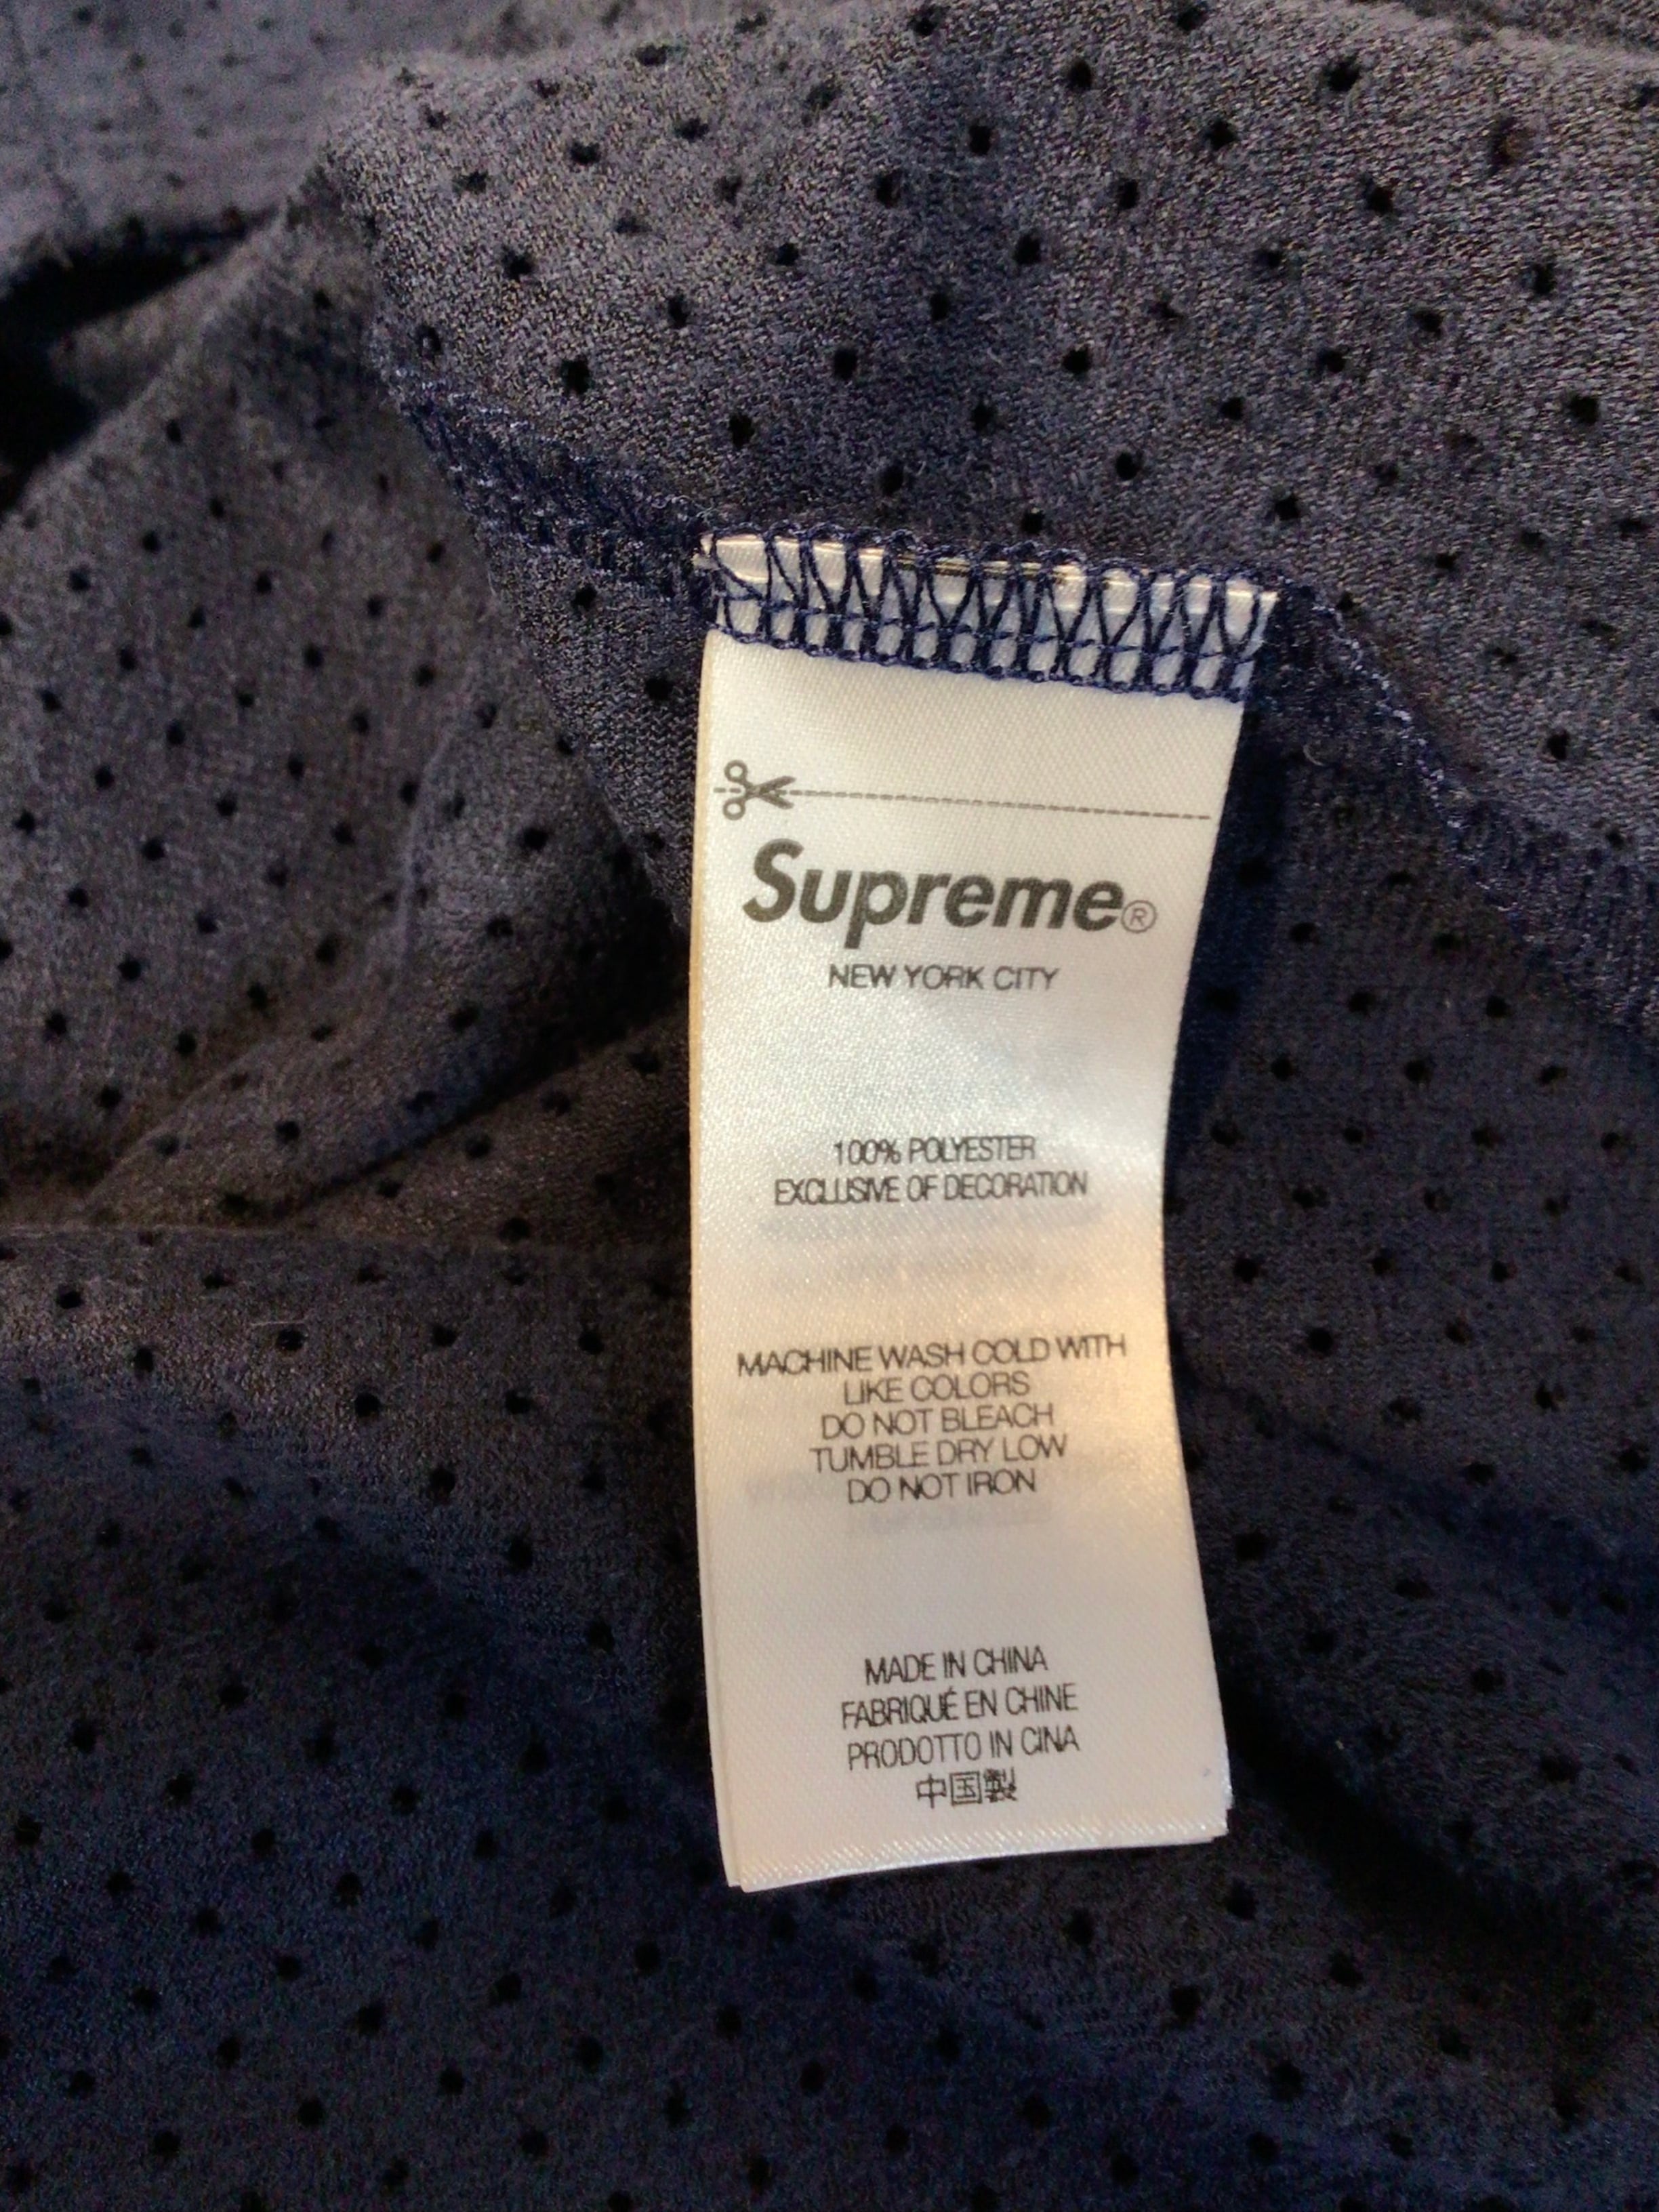 Supreme®
NEW YORK CITY
100% POLYESTER
EXCLUSIVE OF DECORATION
MACHINE WASH COLD WITH
LIKE COLORS
DO NOT BLEACH
TUMBLE DRY LOW
DO NOT IRON
MADE IN CHINA
FABRIQUÉ EN CHINE
PRODOTTO IN CINA
中国製